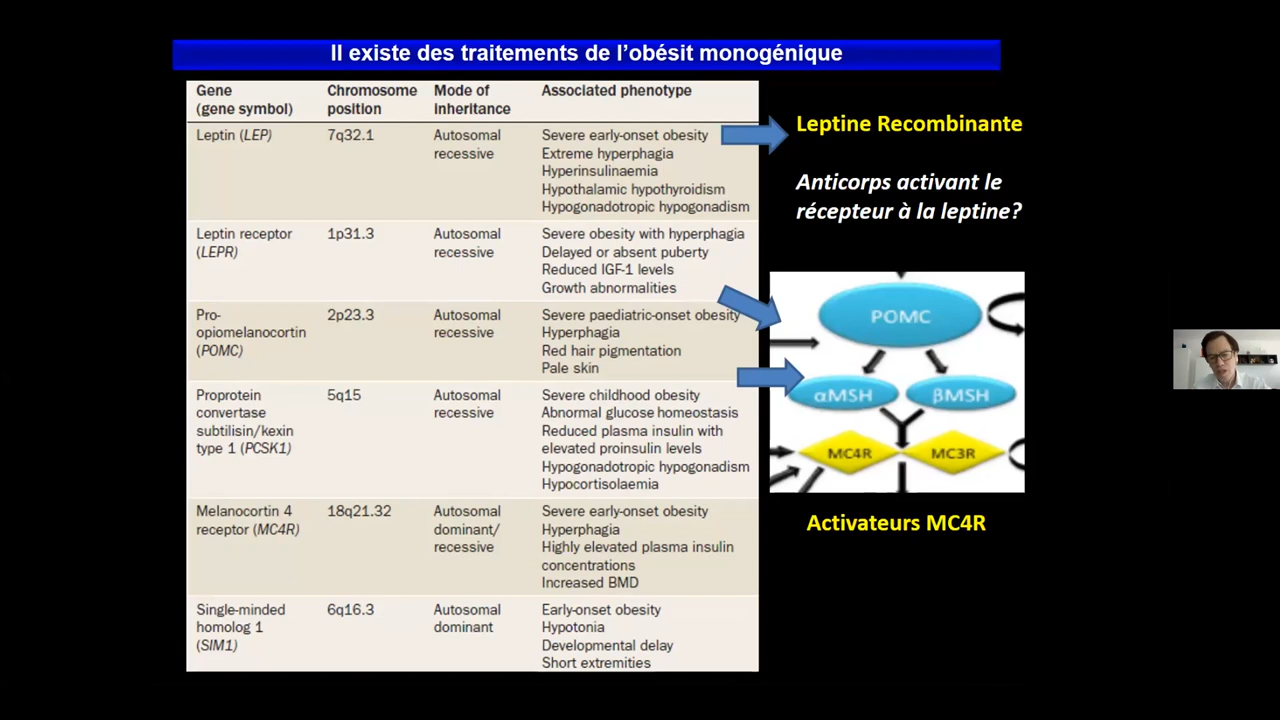 Il existe des traitements de l’obésit monogénique
Gene
(gene symbol)
Chromosome
position
Mode of
inheritance
Associated phenotype
Leptin (LEP)
7q32.1
Autosomal
recessive
Severe early-onset obesity
Extreme hyperphagia
Hyperinsulinaemia
Hypothalamic hypothyroidism
Hypogonadotropic hypogonadism
Leptin receptor
(LEPR)
1p31.3
Autosomal
recessive
Severe obesity with hyperphagia
Delayed or absent puberty
Reduced IGF-1 levels
Growth abnormalities
Pro-
opiomelanocortin
(POMC)
2p23.3
Autosomal
recessive
Severe paediatric-onset obesity
Hyperphagia
Red hair pigmentation
Pale skin
Proprotein
convertase
subtilisin/kexin
type 1 (PCSK1)
5q15
Autosomal
recessive
Severe childhood obesity
Abnormal glucose homeostasis
Reduced plasma insulin with
elevated proinsulin levels
Hypogonadotropic hypogonadism
Hypocortisolaemia
Melanocortin 4
receptor (MC4R)
18q21.32
Autosomal
dominant/
recessive
Severe early-onset obesity
Hyperphagia
Highly elevated plasma insulin
concentrations
Increased BMD
Single-minded
homolog 1
(SIM1)
6q16.3
Autosomal
dominant
Early-onset obesity
Hypotonia
Developmental delay
Short extremities
Leptine Recombinante
Anticorps activant le
récepteur à la leptine?
POMC
αMSH
βMSH
MC4R
MC3R
Activateurs MC4R